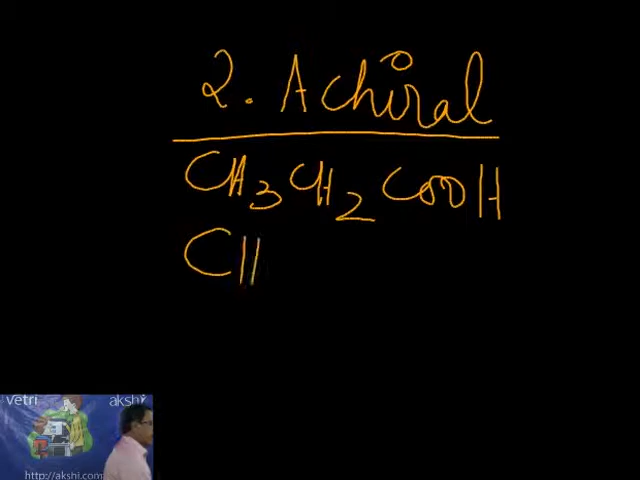 2. Achiral
CH3CH2COOH
CH
vetri
akshi
http://akshi.com